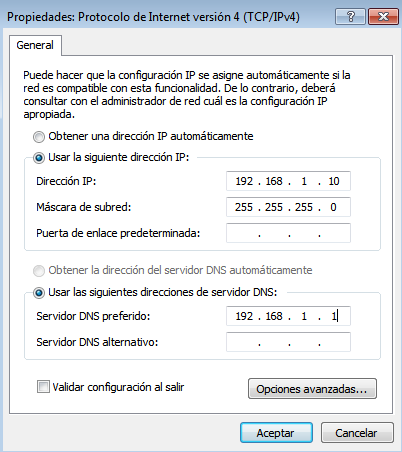 Propiedades: Protocolo de Internet versión 4 (TCP/IPv4)
General
Puede hacer que la configuración IP se asigne automáticamente si la
red es compatible con esta funcionalidad. De lo contrario, deberá
consultar con el administrador de red cuál es la configuración IP
apropiada.
Obtener una dirección IP automáticamente
Usar la siguiente dirección IP:
Dirección IP: 192 . 168 . 1 . 10
Máscara de subred: 255 . 255 . 255 . 0
Puerta de enlace predeterminada: . . .
Obtener la dirección del servidor DNS automáticamente
Usar las siguientes direcciones de servidor DNS:
Servidor DNS preferido: 192 . 168 . 1 . 1
Servidor DNS alternativo: . . .
Validar configuración al salir
Opciones avanzadas...
Aceptar Cancelar